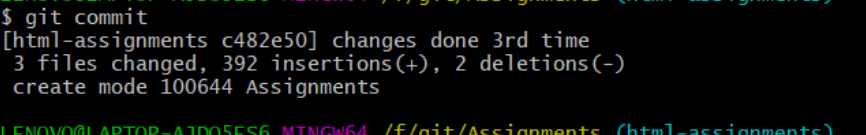 $ git commit
[html-assignments c482e50] changes done 3rd time
 3 files changed, 392 insertions(+), 2 deletions(-)
 create mode 100644 Assignments
LENOVO@LAPTOP-AJDO5ES6 MINGW64 /f/git/Assignments (html-assignments)